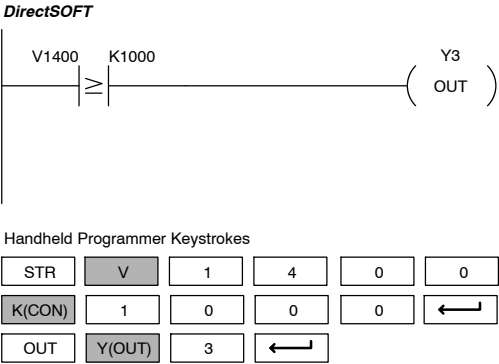 DirectSOFT
V1400 ≥ K1000 Y3
OUT
Handheld Programmer Keystrokes
STR V 1 4 0 0
K(CON) 1 0 0 0
OUT Y(OUT) 3